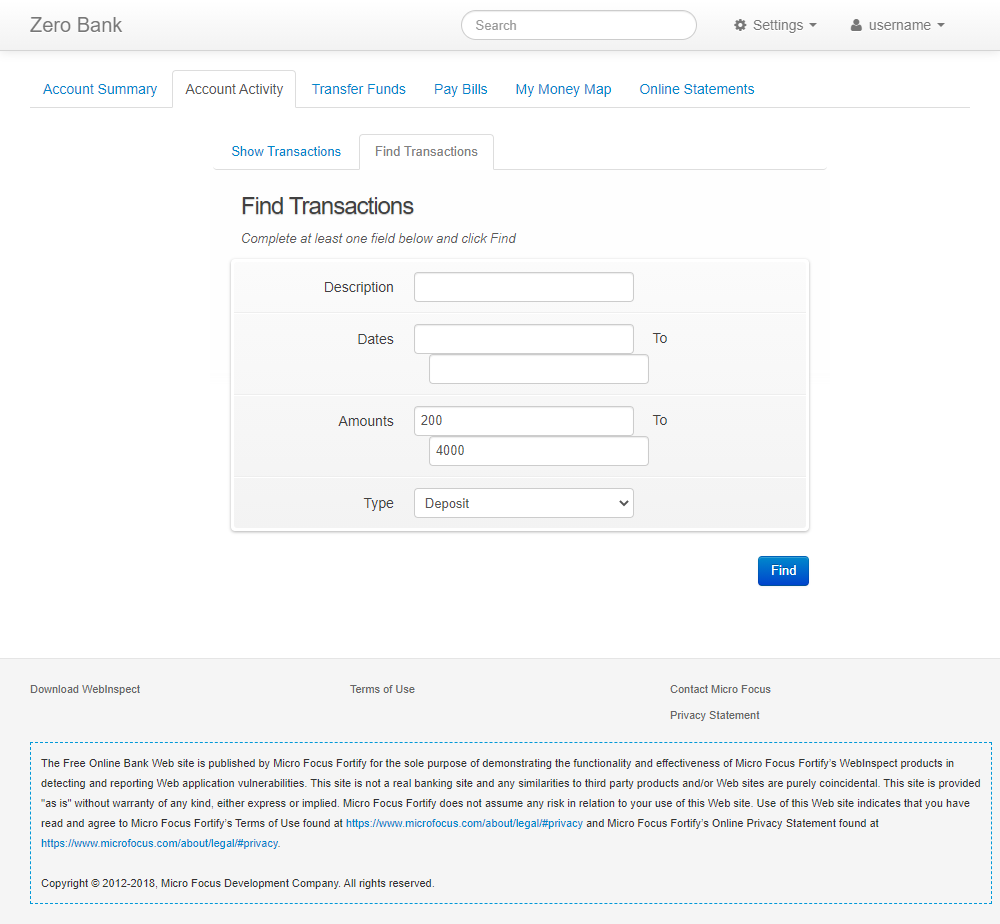 Zero Bank Search Settings username
Account Summary Account Activity Transfer Funds Pay Bills My Money Map Online Statements
Show Transactions Find Transactions
Find Transactions
Complete at least one field below and click Find
Description
Dates To
Amounts 200 To
4000
Type Deposit
Find
Download WebInspect Terms of Use Contact Micro Focus
Privacy Statement
The Free Online Bank Web site is published by Micro Focus Fortify for the sole purpose of demonstrating the functionality and effectiveness of Micro Focus Fortify’s WebInspect products in
detecting and reporting Web application vulnerabilities. This site is not a real banking site and any similarities to third party products and/or Web sites are purely coincidental. This site is provided
"as is" without warranty of any kind, either express or implied. Micro Focus Fortify does not assume any risk in relation to your use of this Web site. Use of this Web site indicates that you have
read and agree to Micro Focus Fortify’s Terms of Use found at https://www.microfocus.com/about/legal/#privacy and Micro Focus Fortify’s Online Privacy Statement found at
https://www.microfocus.com/about/legal/#privacy.
Copyright © 2012-2018, Micro Focus Development Company. All rights reserved.